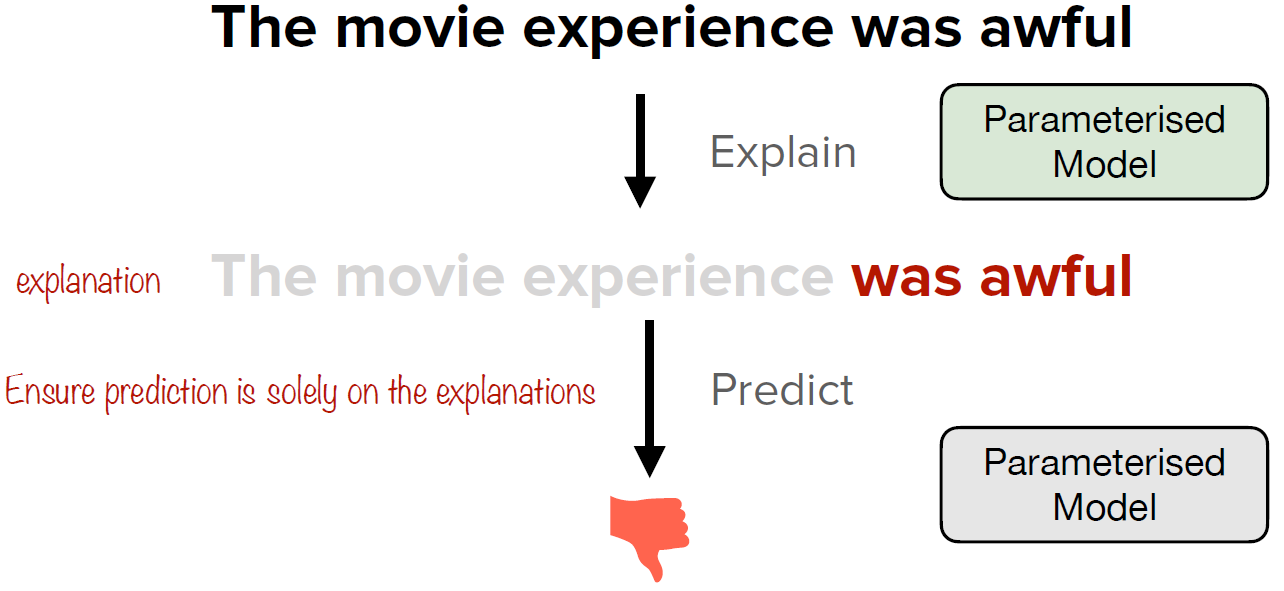 The movie experience was awful
Explain
Parameterised
Model
explanation
The movie experience was awful
Ensure prediction is solely on the explanations
Predict
Parameterised
Model